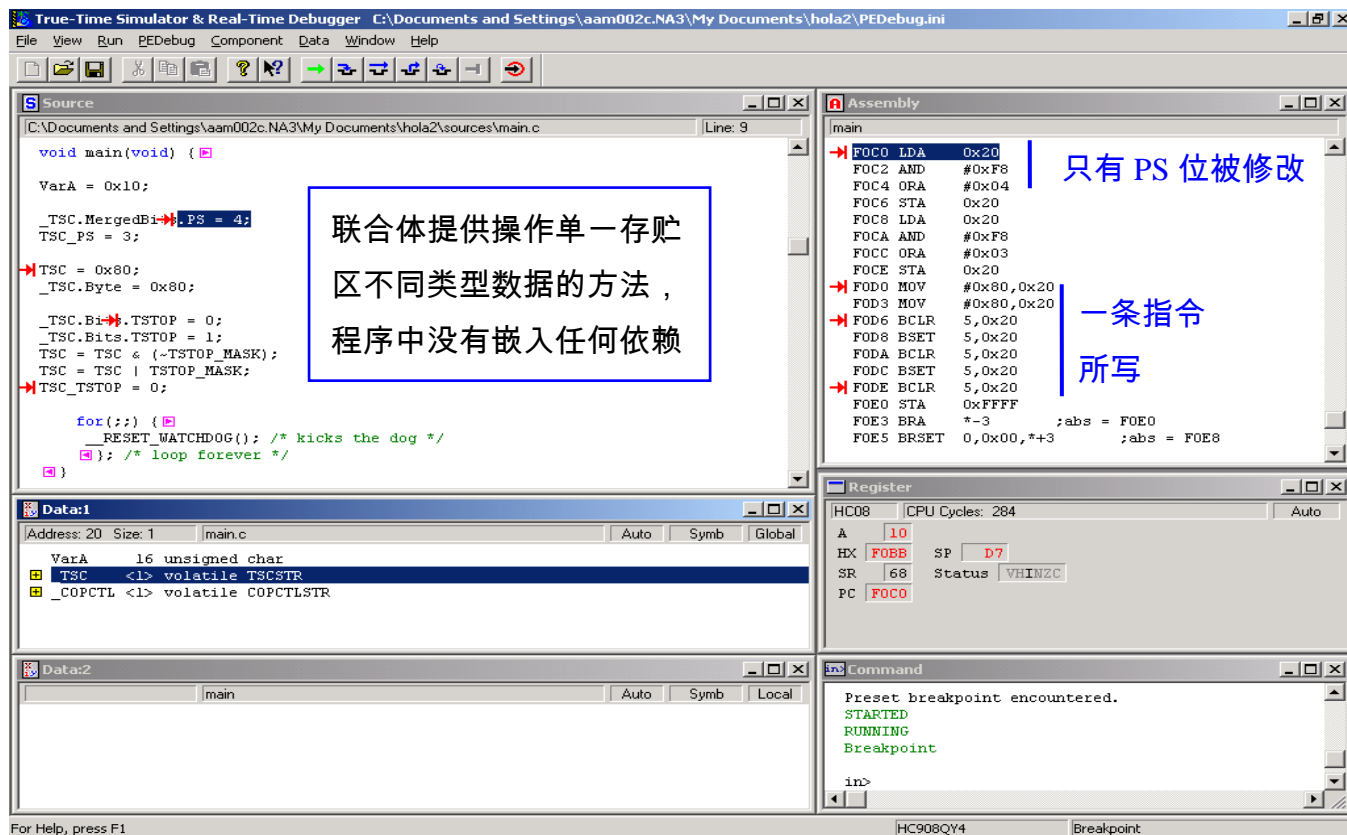 True-Time Simulator & Real-Time Debugger C:\Documents and Settings\aam002c.NA3\My Documents\hola2\PEDebug.ini
File View Run PEDebug Component Data Window Help
Source
C:\Documents and Settings\aam002c.NA3\My Documents\hola2\sources\main.c Line: 9
void main(void) {
VarA = 0x10;
_TSC.MergedBits.PS = 4;
TSC_PS = 3;
TSC = 0x80;
_TSC.Byte = 0x80;
_TSC.Bits.TSTOP = 0;
_TSC.Bits.TSTOP = 1;
TSC = TSC & (~TSTOP_MASK);
TSC = TSC | TSTOP_MASK;
TSC_TSTOP = 0;
for(;;) {
__RESET_WATCHDOG(); /* kicks the dog */
}; /* loop forever */
}
联合体提供操作单一存贮
区不同类型数据的方法，
程序中没有嵌入任何依赖
Assembly
main
F0C0 LDA 0x20
F0C2 AND #0xF8
F0C4 ORA #0x04
F0C6 STA 0x20
F0C8 LDA 0x20
F0CA AND #0xF8
F0CC ORA #0x03
F0CE STA 0x20
F0D0 MOV #0x80,0x20
F0D3 MOV #0x80,0x20
F0D6 BCLR 5,0x20
F0D8 BSET 5,0x20
F0DA BCLR 5,0x20
F0DC BSET 5,0x20
F0DE BCLR 5,0x20
F0E0 STA 0xFFFF
F0E3 BRA *-3 ;abs = F0E0
F0E5 BRSET 0,0x00,*+3 ;abs = F0E8
只有 PS 位被修改
一条指令
所写
Data:1
Address: 20 Size: 1 main.c Auto Symb Global
VarA 16 unsigned char
_TSC <1> volatile TSCSTR
_COPCTL <1> volatile COPCTLSTR
Register
HC08 CPU Cycles: 284 Auto
A 10
HX F0BB SP D7
SR 68 Status VHINZC
PC F0C0
Data:2
main Auto Symb Local
Command
Preset breakpoint encountered.
STARTED
RUNNING
Breakpoint
in>
For Help, press F1 HC908QY4 Breakpoint